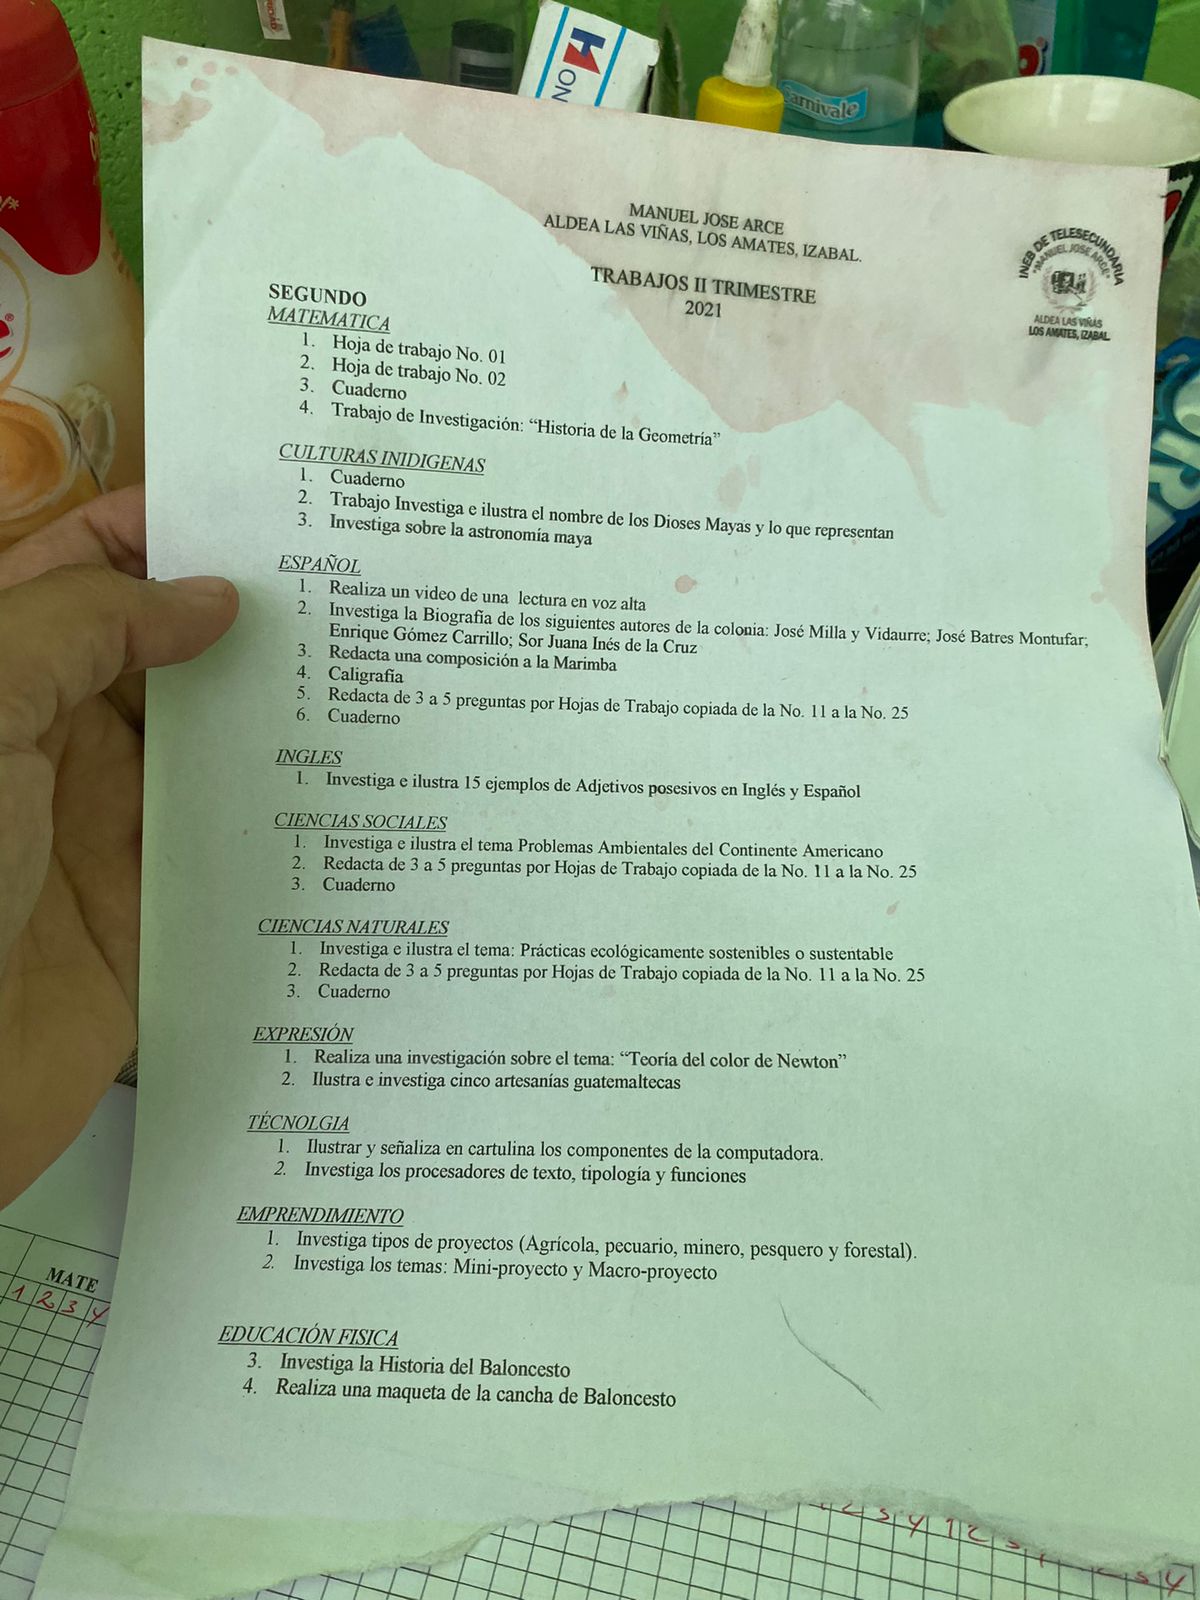 NO
Carnivale
MANUEL JOSE ARCE
ALDEA LAS VIÑAS, LOS AMATES, IZABAL.
TRABAJOS II TRIMESTRE
2021
INEB DE TELESECUNDARIA
"MANUEL JOSE ARCE"
ALDEA LAS VIÑAS
LOS AMATES, IZABAL
SEGUNDO
MATEMATICA
1. Hoja de trabajo No. 01
2. Hoja de trabajo No. 02
3. Cuaderno
4. Trabajo de Investigación: “Historia de la Geometría”
CULTURAS INIDIGENAS
1. Cuaderno
2. Trabajo Investiga e ilustra el nombre de los Dioses Mayas y lo que representan
3. Investiga sobre la astronomía maya
ESPAÑOL
1. Realiza un video de una lectura en voz alta
2. Investiga la Biografía de los siguientes autores de la colonia: José Milla y Vidaurre; José Batres Montufar;
Enrique Gómez Carrillo; Sor Juana Inés de la Cruz
3. Redacta una composición a la Marimba
4. Caligrafía
5. Redacta de 3 a 5 preguntas por Hojas de Trabajo copiada de la No. 11 a la No. 25
6. Cuaderno
INGLES
1. Investiga e ilustra 15 ejemplos de Adjetivos posesivos en Inglés y Español
CIENCIAS SOCIALES
1. Investiga e ilustra el tema Problemas Ambientales del Continente Americano
2. Redacta de 3 a 5 preguntas por Hojas de Trabajo copiada de la No. 11 a la No. 25
3. Cuaderno
CIENCIAS NATURALES
1. Investiga e ilustra el tema: Prácticas ecológicamente sostenibles o sustentable
2. Redacta de 3 a 5 preguntas por Hojas de Trabajo copiada de la No. 11 a la No. 25
3. Cuaderno
EXPRESIÓN
1. Realiza una investigación sobre el tema: “Teoría del color de Newton”
2. Ilustra e investiga cinco artesanías guatemaltecas
TÉCNOLGIA
1. Ilustrar y señaliza en cartulina los componentes de la computadora.
2. Investiga los procesadores de texto, tipología y funciones
EMPRENDIMIENTO
1. Investiga tipos de proyectos (Agrícola, pecuario, minero, pesquero y forestal).
2. Investiga los temas: Mini-proyecto y Macro-proyecto
EDUCACIÓN FISICA
3. Investiga la Historia del Baloncesto
4. Realiza una maqueta de la cancha de Baloncesto
MATE
1 2 3 4